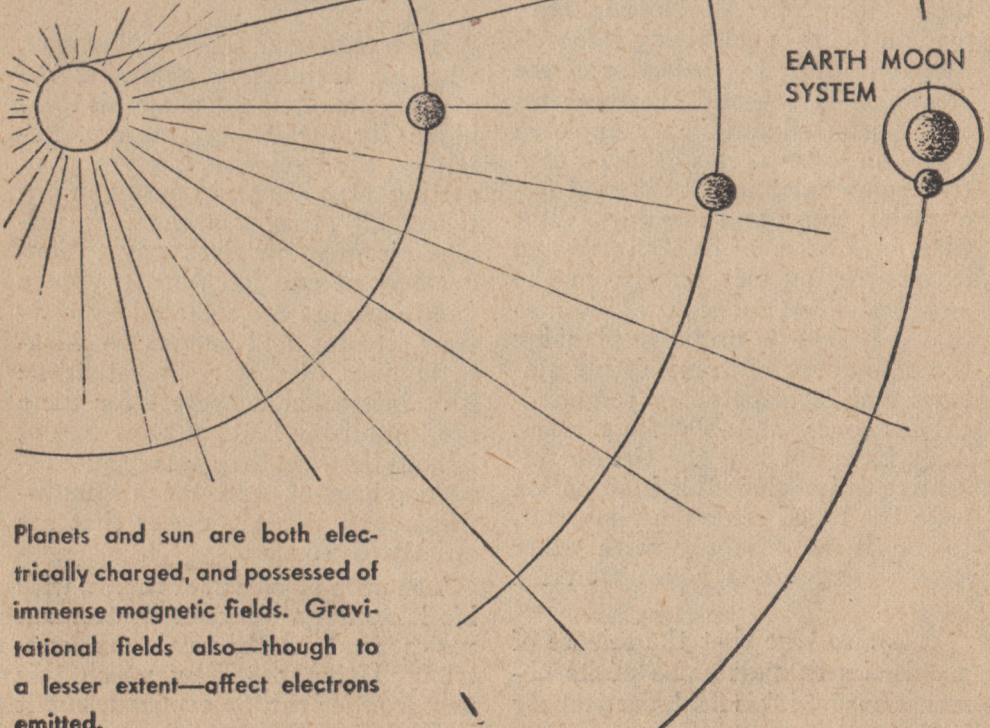 EARTH MOON
SYSTEM
Planets and sun are both elec-
trically charged, and possessed of
immense magnetic fields. Gravi-
tational fields also—though to
a lesser extent—affect electrons
emitted.